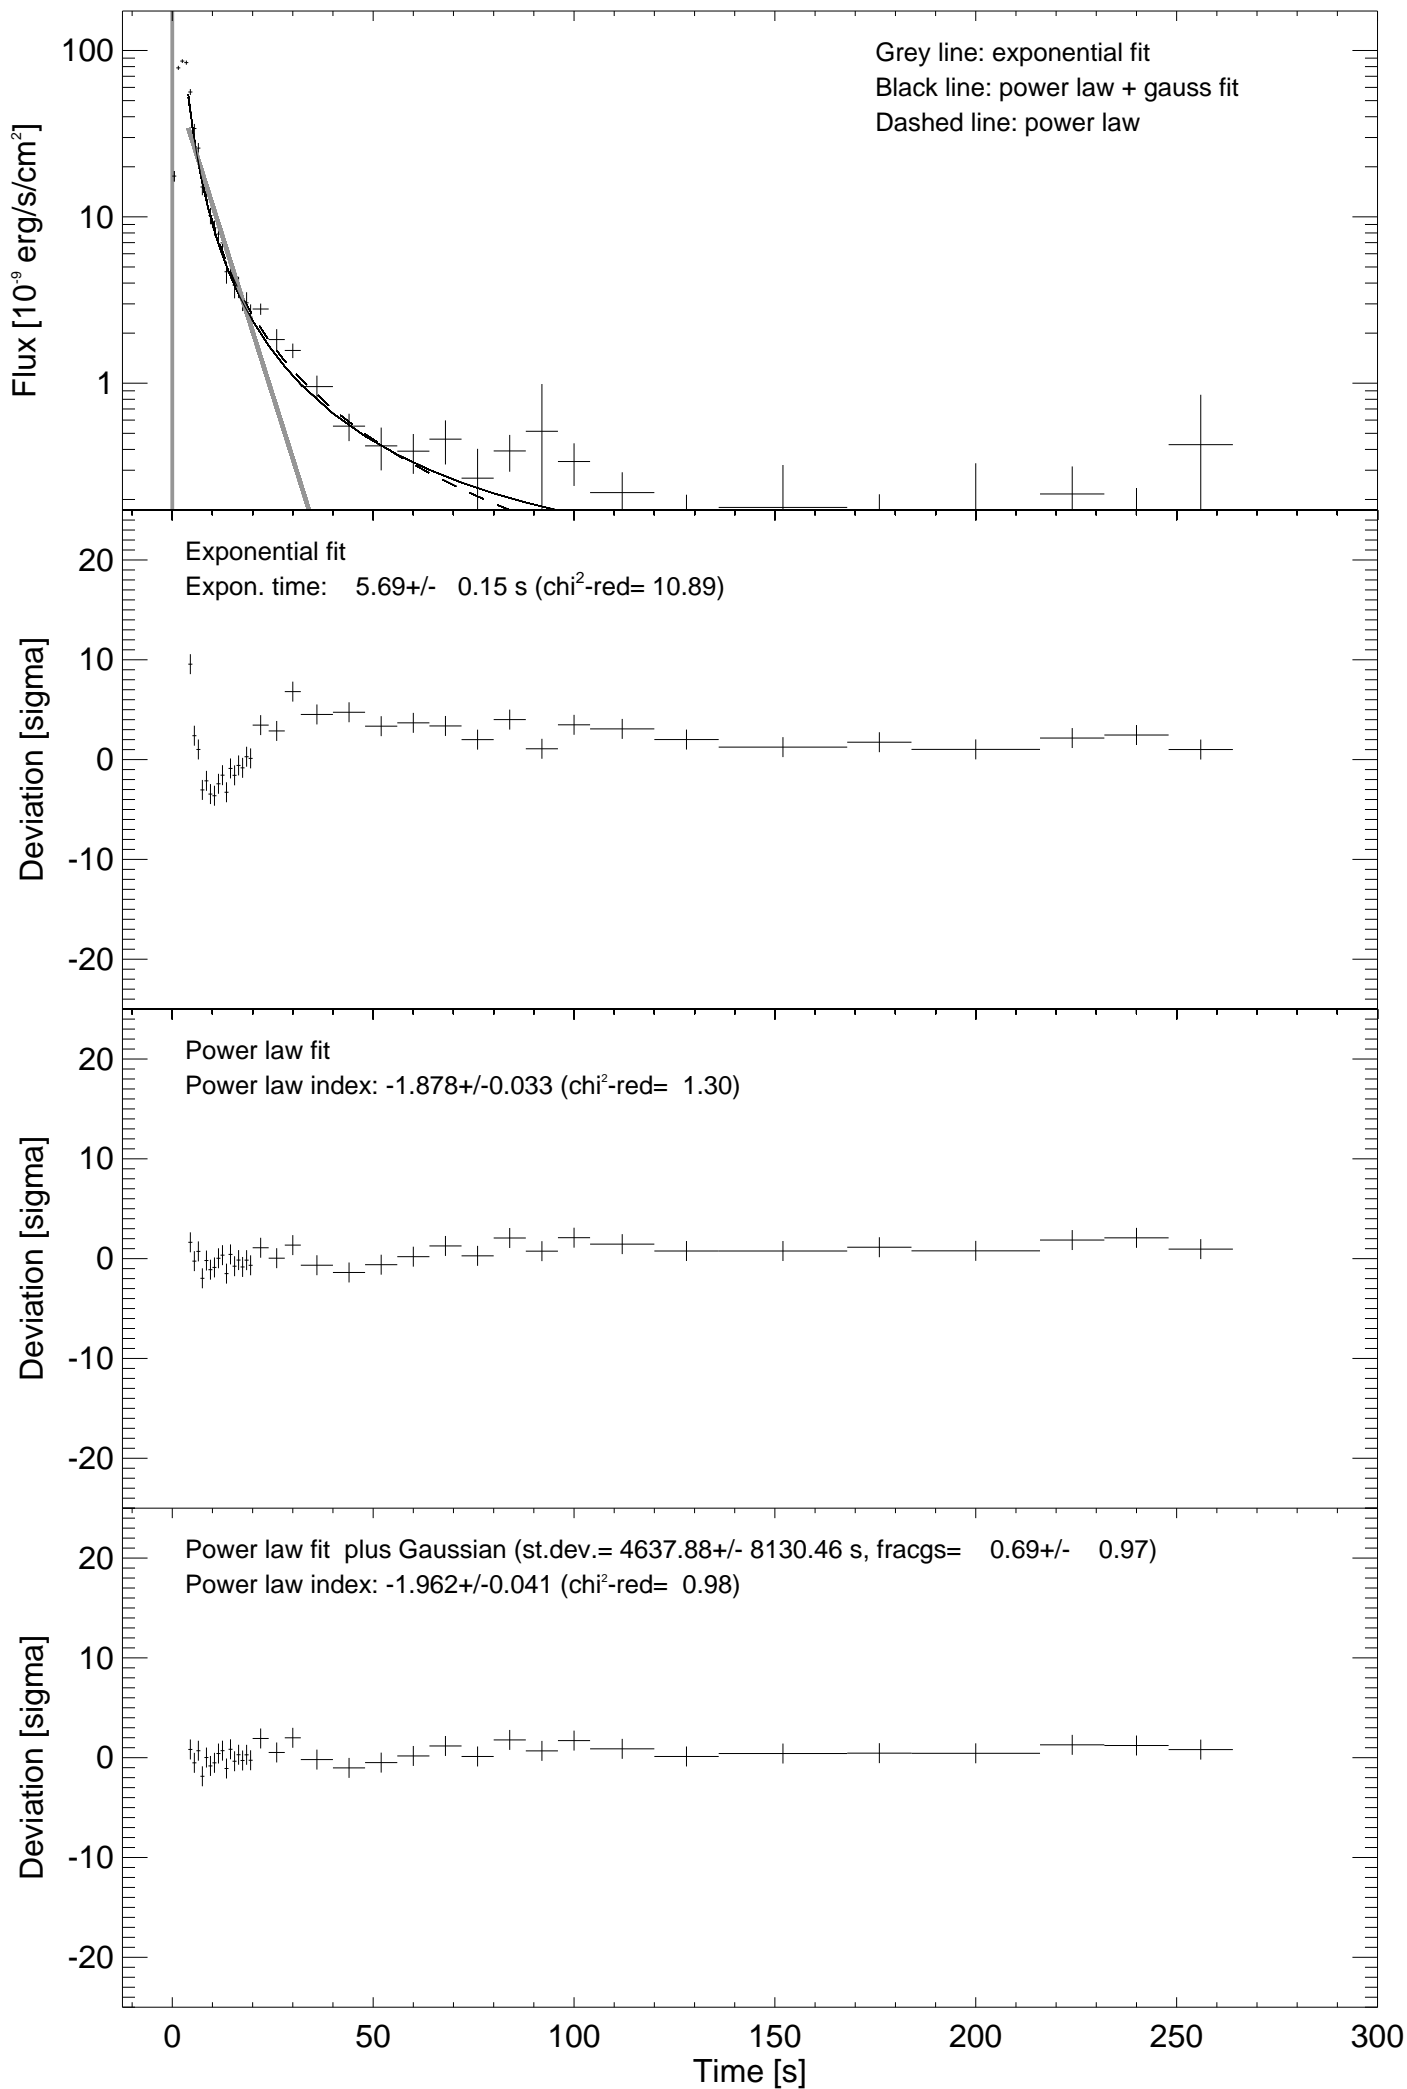 Grey line: exponential fit
Black line: power law + gauss fit
Dashed line: power law
100
10
1
Flux [10⁻⁹ erg/s/cm²]
Exponential fit
Expon. time: 5.69+/- 0.15 s (chi²-red= 10.89)
20
10
0
-10
-20
Deviation [sigma]
Power law fit
Power law index: -1.878+/-0.033 (chi²-red= 1.30)
20
10
0
-10
-20
Deviation [sigma]
Power law fit plus Gaussian (st.dev.= 4637.88+/- 8130.46 s, fracgs= 0.69+/- 0.97)
Power law index: -1.962+/-0.041 (chi²-red= 0.98)
20
10
0
-10
-20
Deviation [sigma]
0 50 100 150 200 250 300
Time [s]